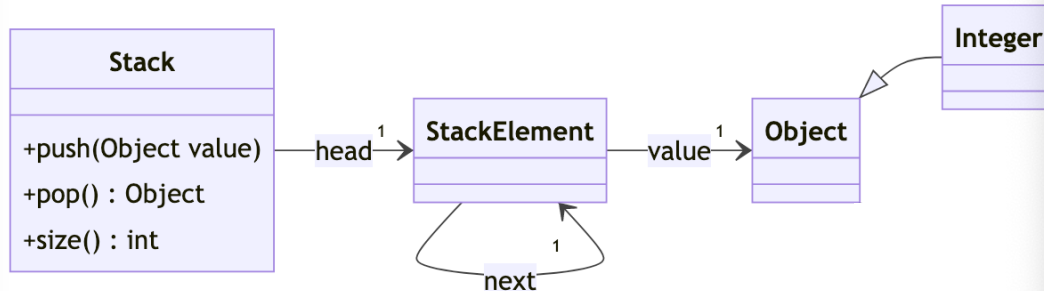 Stack
+push(Object value)
+pop() : Object
+size() : int
head
1
StackElement
value
1
Object
Integer
1
next